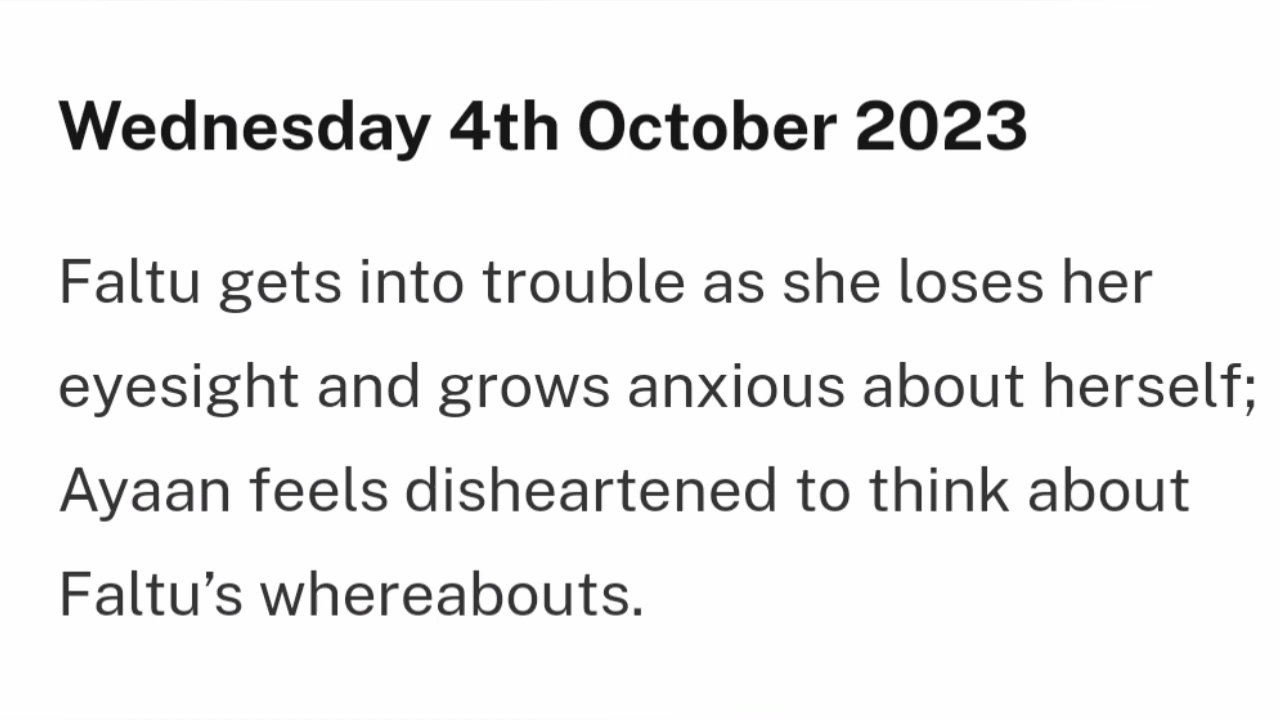 Wednesday 4th October 2023
Faltu gets into trouble as she loses her
eyesight and grows anxious about herself;
Ayaan feels disheartened to think about
Faltu’s whereabouts.